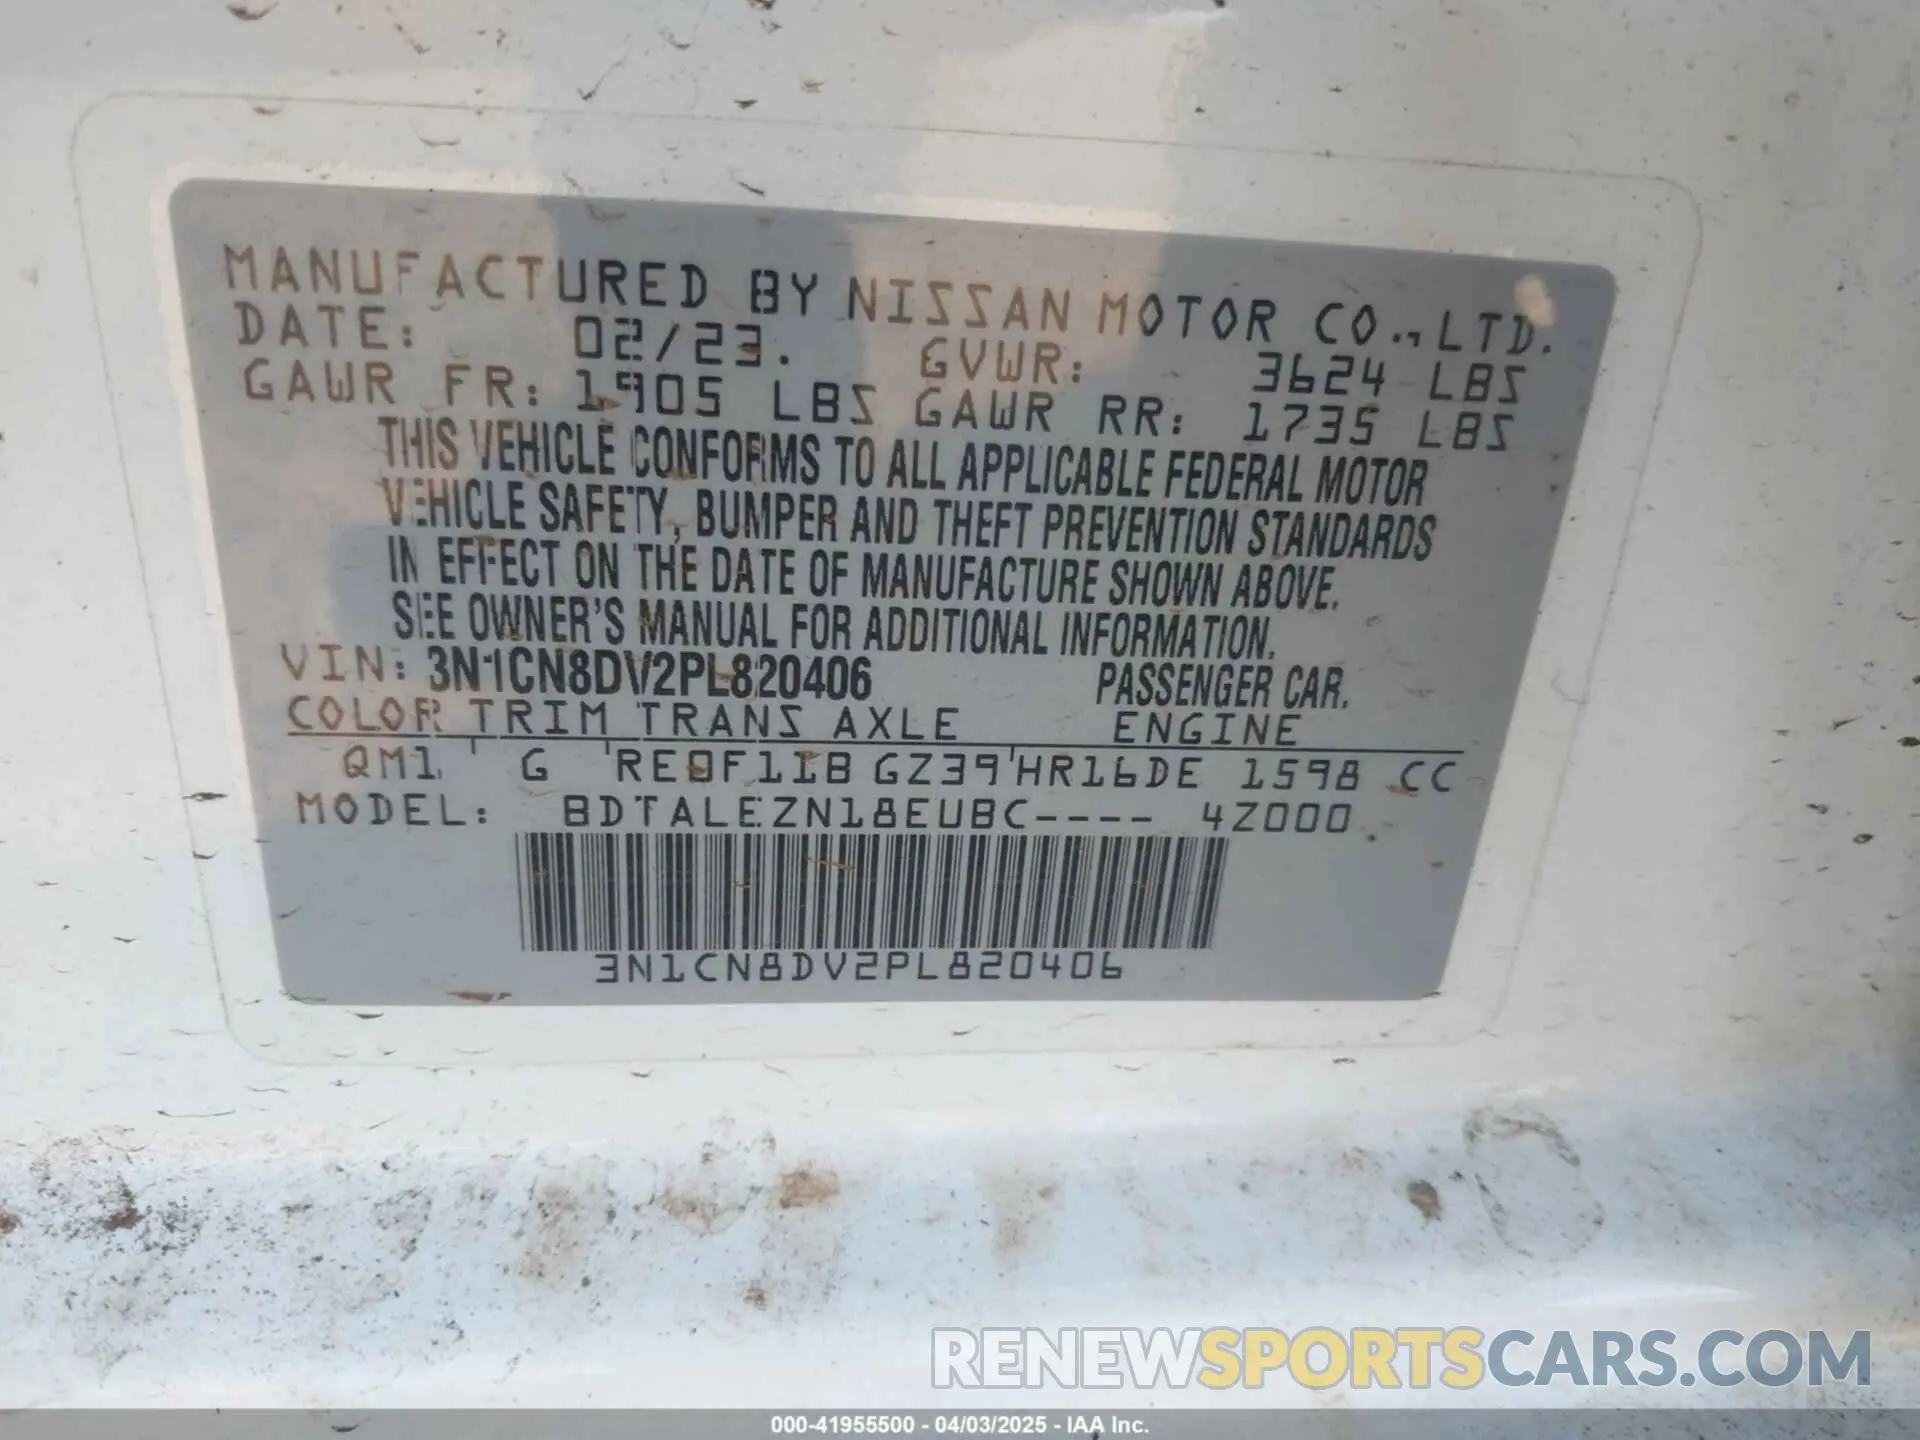 MANUFACTURED BY NISSAN MOTOR CO.,LTD.
DATE: 02/23. GVWR: 3624 LBS
GAWR FR: 1905 LBS GAWR RR: 1735 LBS
THIS VEHICLE CONFORMS TO ALL APPLICABLE FEDERAL MOTOR
VEHICLE SAFETY, BUMPER AND THEFT PREVENTION STANDARDS
IN EFFECT ON THE DATE OF MANUFACTURE SHOWN ABOVE.
SEE OWNER'S MANUAL FOR ADDITIONAL INFORMATION.
VIN: 3N1CN8DV2PL820406 PASSENGER CAR.
COLOR TRIM TRANS AXLE ENGINE
QM1 G RE0F11B GZ39 HR16DE 1598 CC
MODEL: BDTALEZN18EUBC---- 4Z000
3N1CN8DV2PL820406
RENEWSPORTSCARS.COM
000-41955500 - 04/03/2025 - IAA Inc.